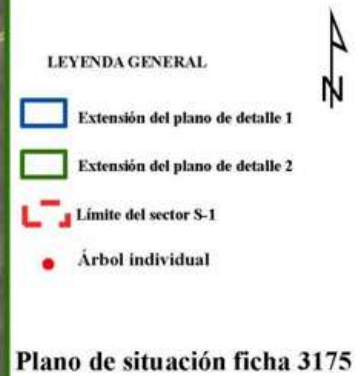 N
LEYENDA GENERAL
Extensión del plano de detalle 1
Extensión del plano de detalle 2
Límite del sector S-1
Árbol individual
Plano de situación ficha 3175